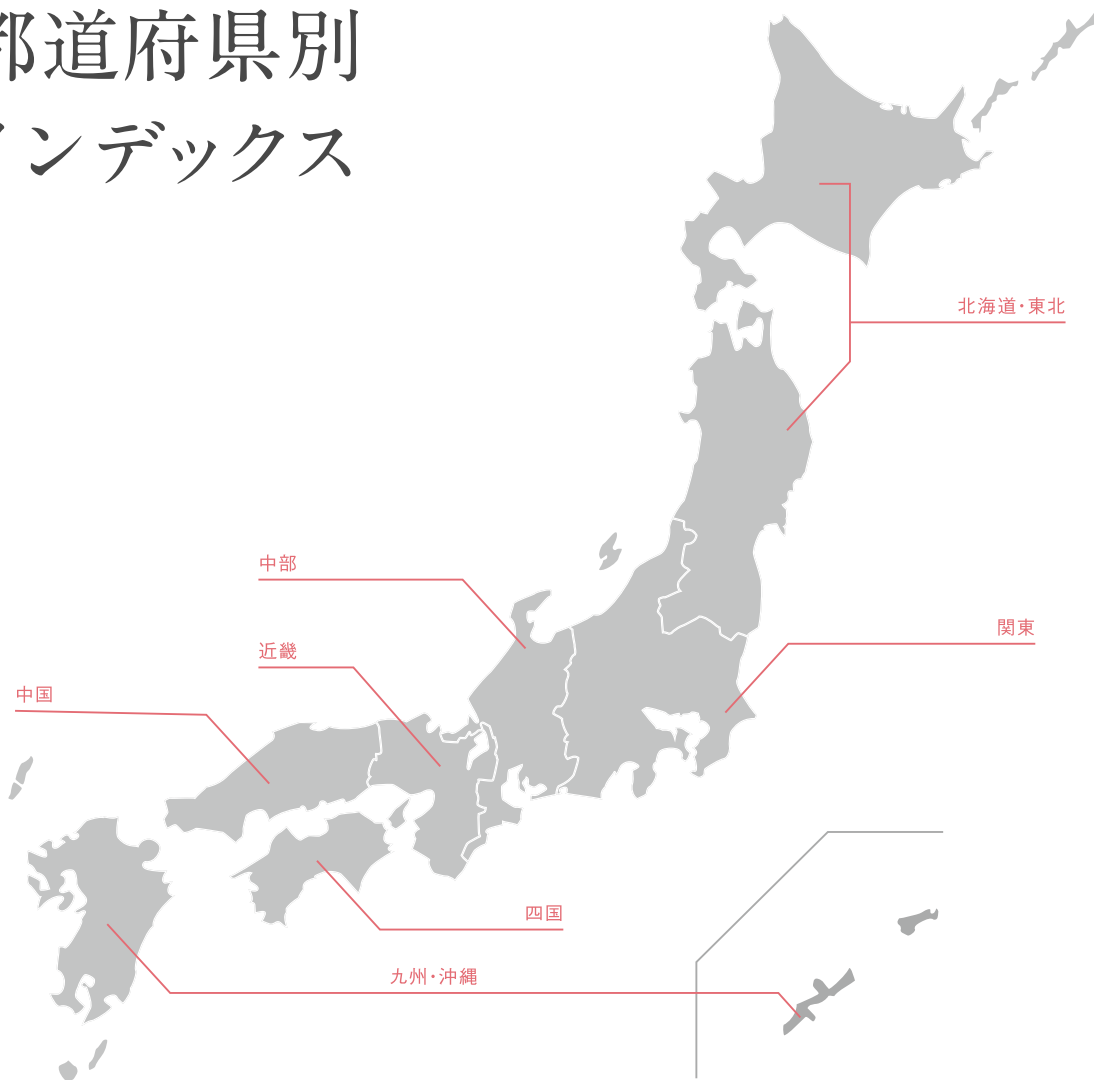 都道府県別
インデックス
北海道・東北
中部
関東
近畿
中国
四国
九州・沖縄